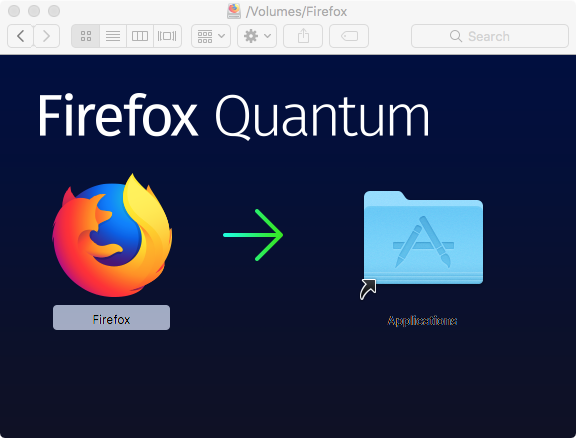 /Volumes/Firefox
Search
Firefox Quantum
Firefox
Applications